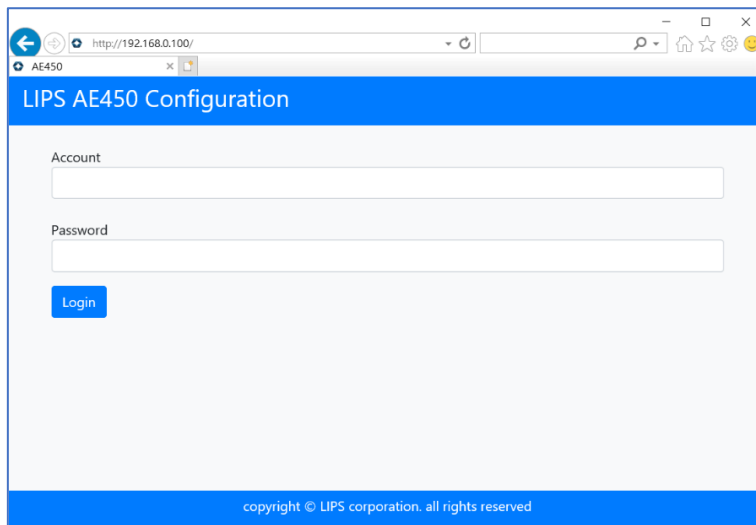 http://192.168.0.100/
AE450
LIPS AE450 Configuration
Account
Password
Login
copyright © LIPS corporation. all rights reserved